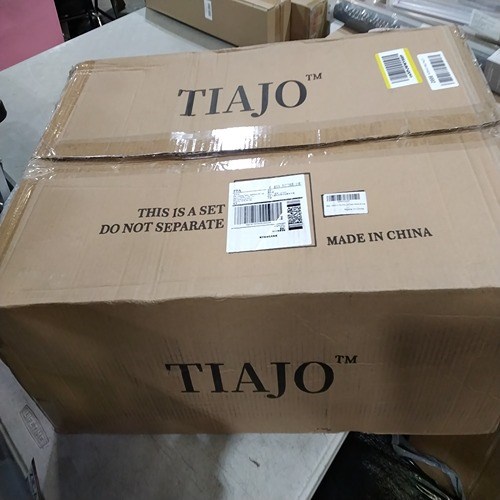 TIAJO™
THIS IS A SET
DO NOT SEPARATE
MADE IN CHINA
TIAJO™